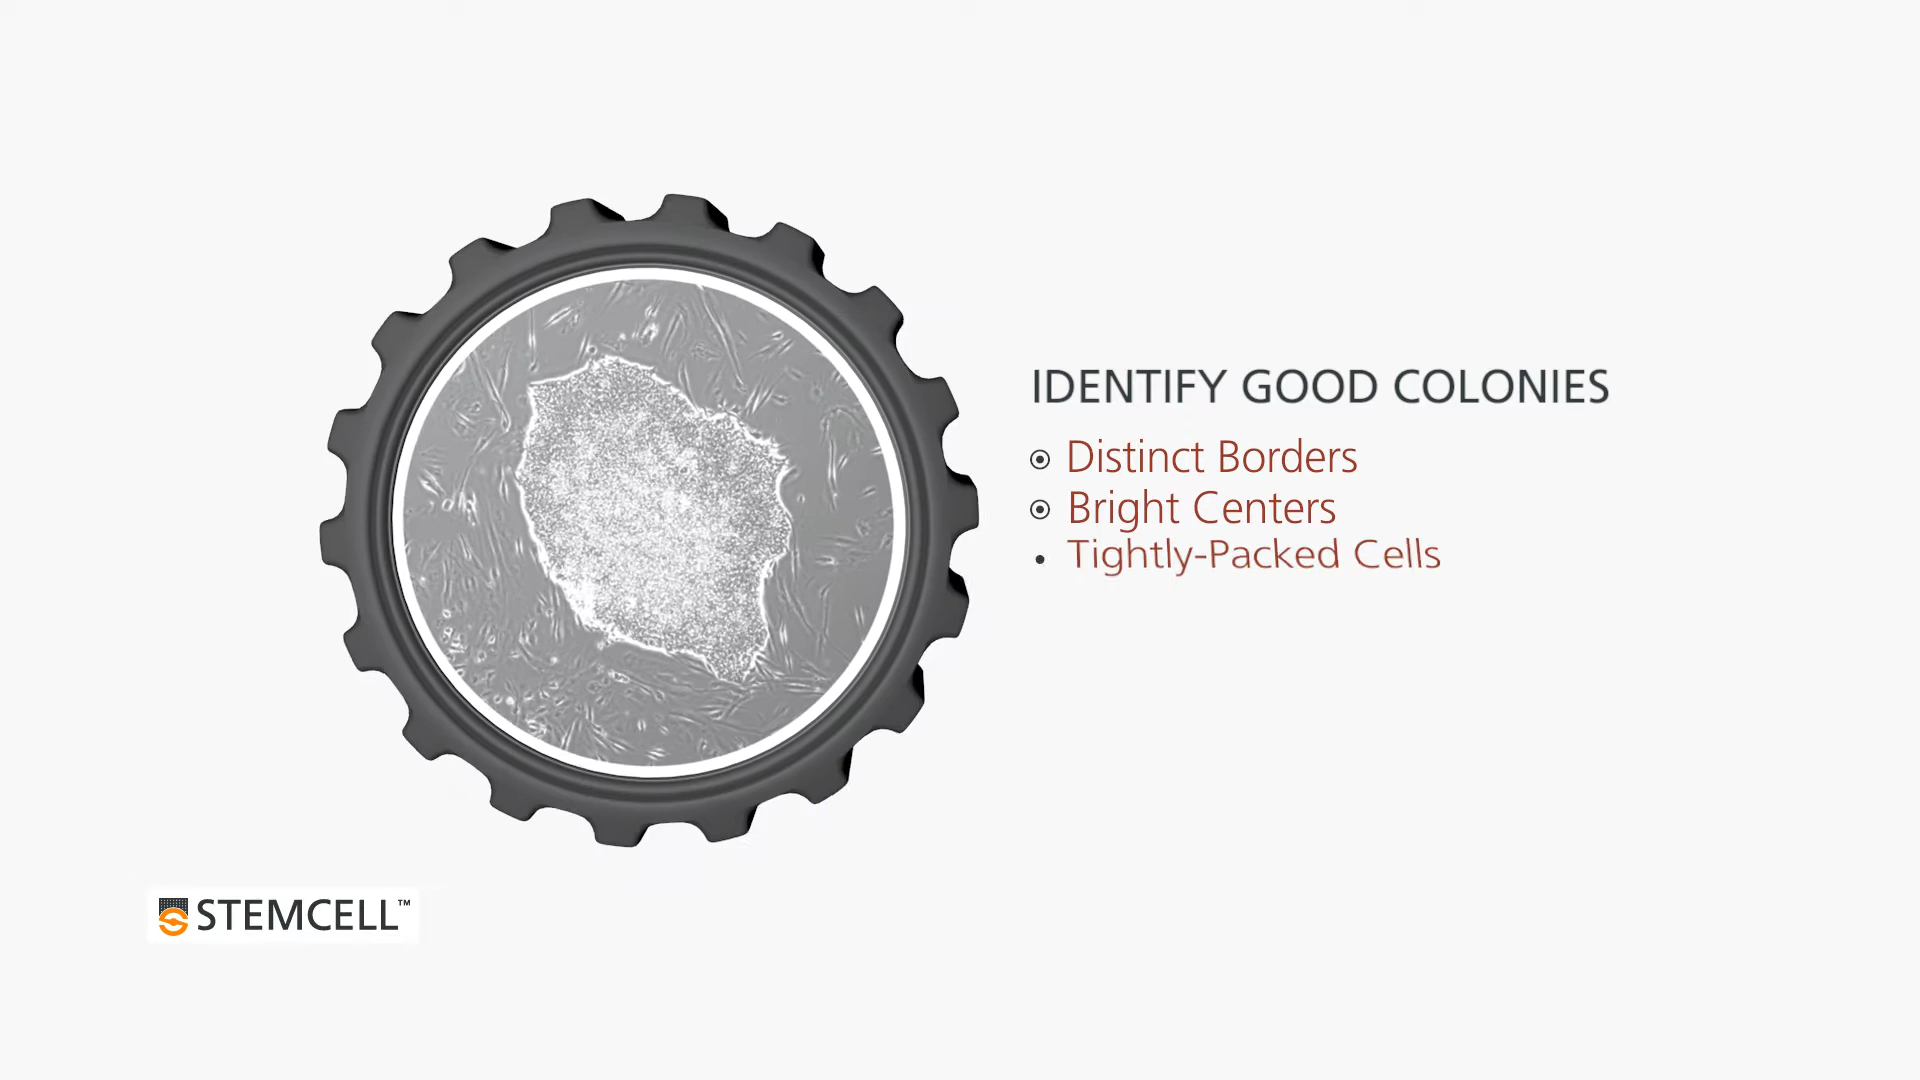 IDENTIFY GOOD COLONIES
Distinct Borders
Bright Centers
Tightly-Packed Cells
STEMCELL™